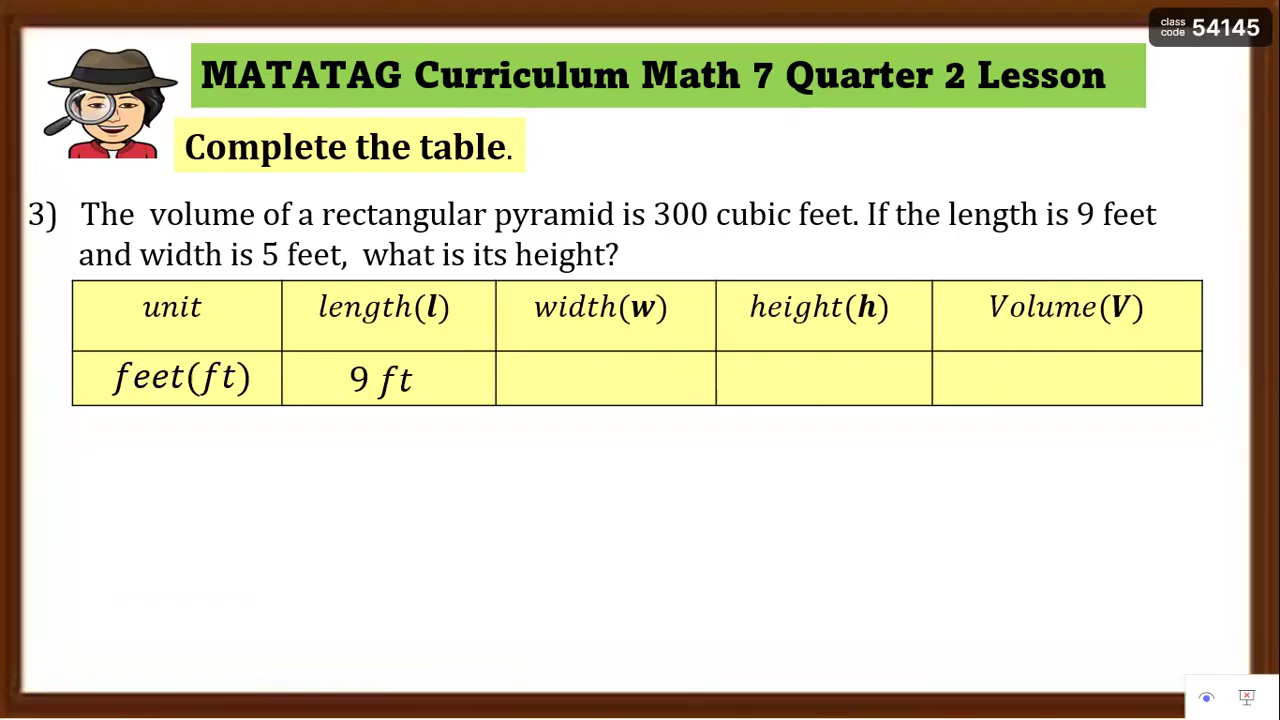 class code 54145
MATATAG Curriculum Math 7 Quarter 2 Lesson
Complete the table.
3) The volume of a rectangular pyramid is 300 cubic feet. If the length is 9 feet
and width is 5 feet, what is its height?
unit length(l) width(w) height(h) Volume(V)
feet(ft) 9 ft